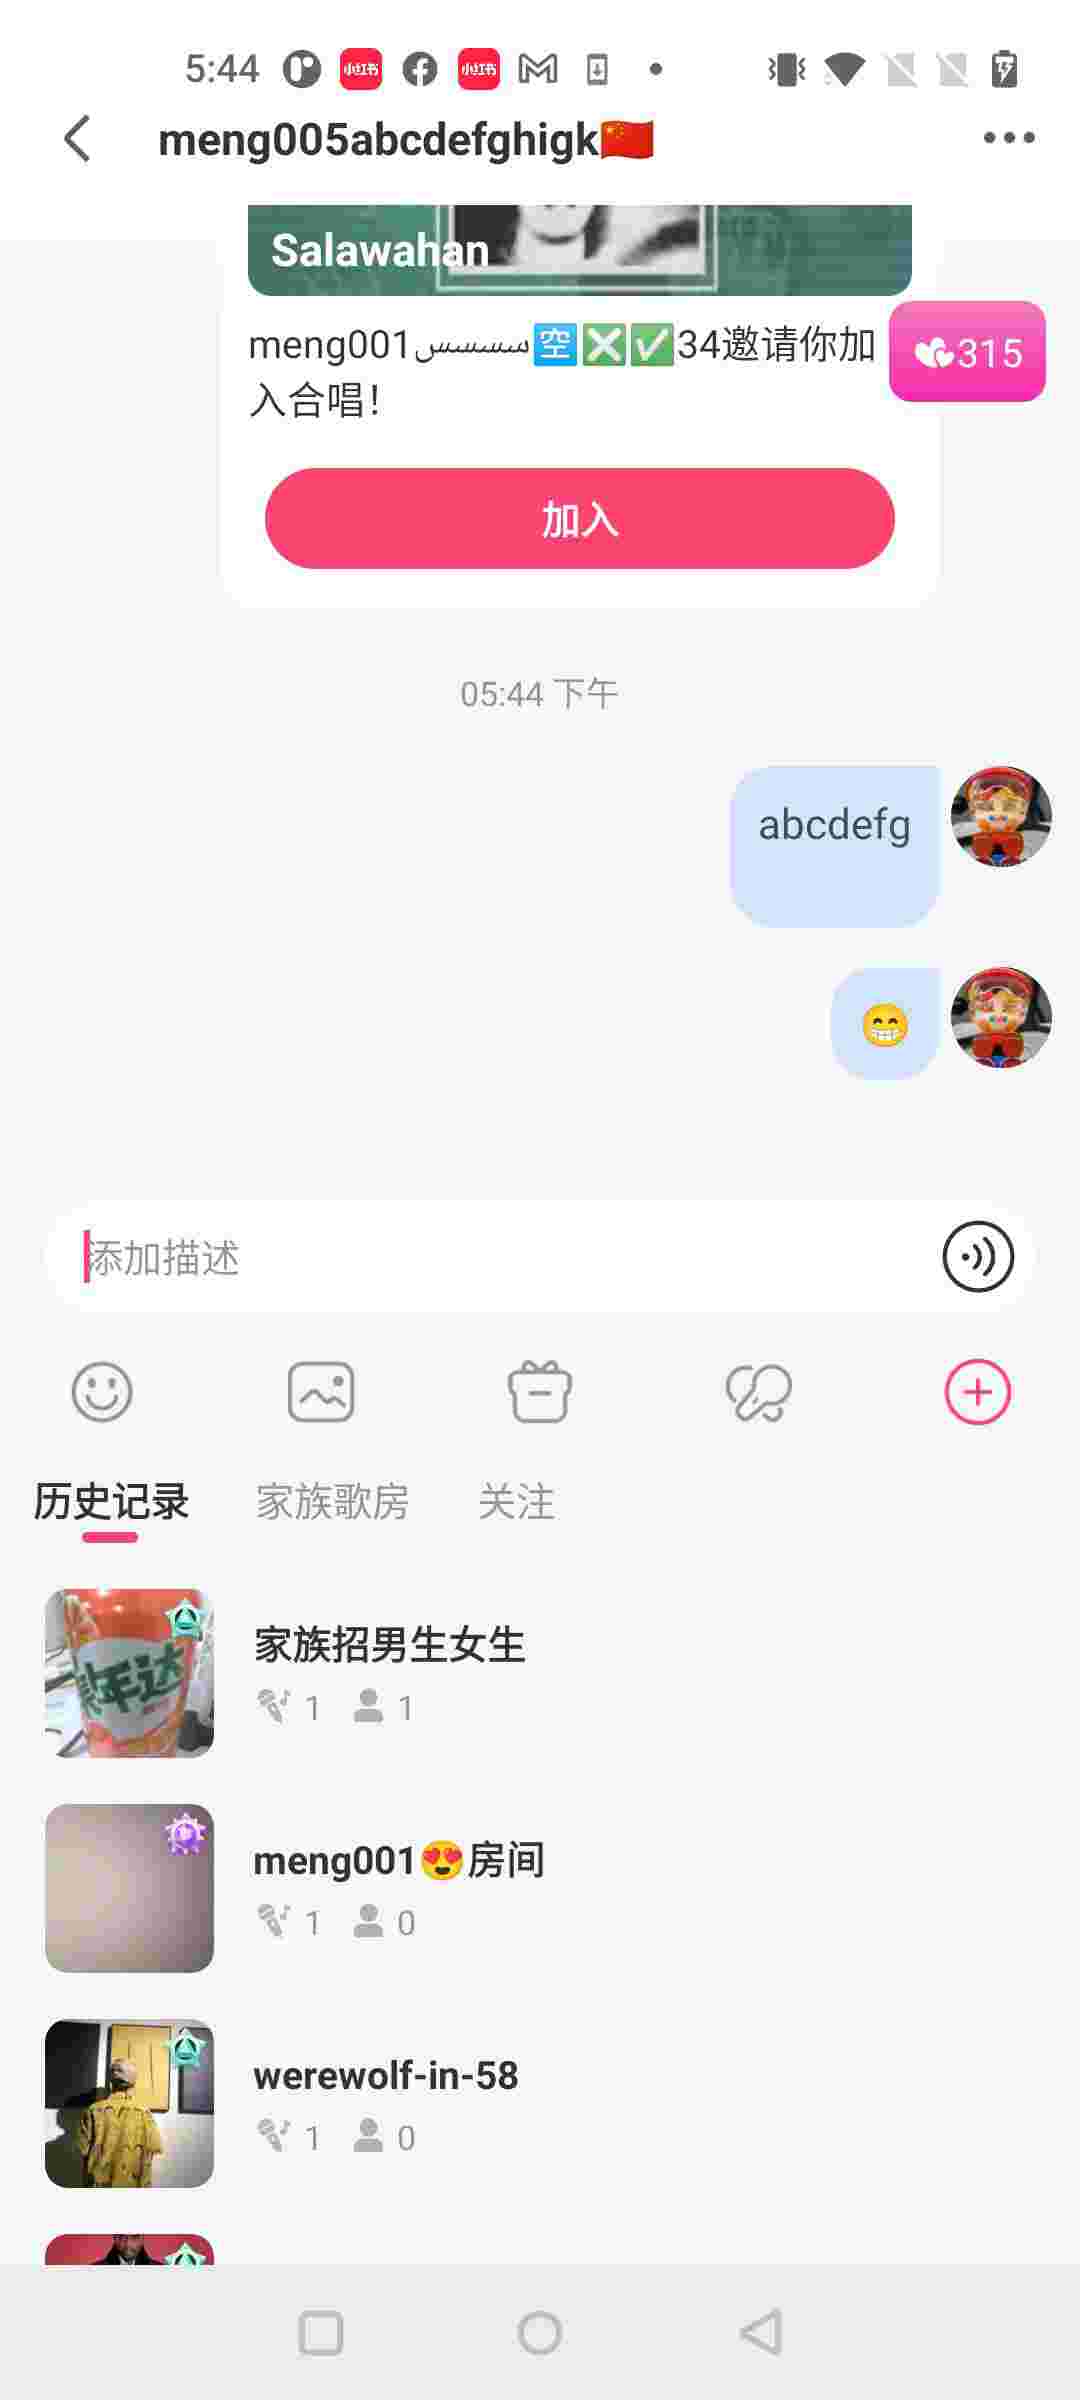 5:44 小红书 小红书
meng005abcdefghigk🇨🇳
Salawahan
meng001سسسس🈳❎✅34邀请你加
入合唱！
315
加入
05:44 下午
abcdefg
😁
添加描述
历史记录 家族歌房 关注
家族招男生女生
1 1
meng001😍房间
1 0
werewolf-in-58
1 0